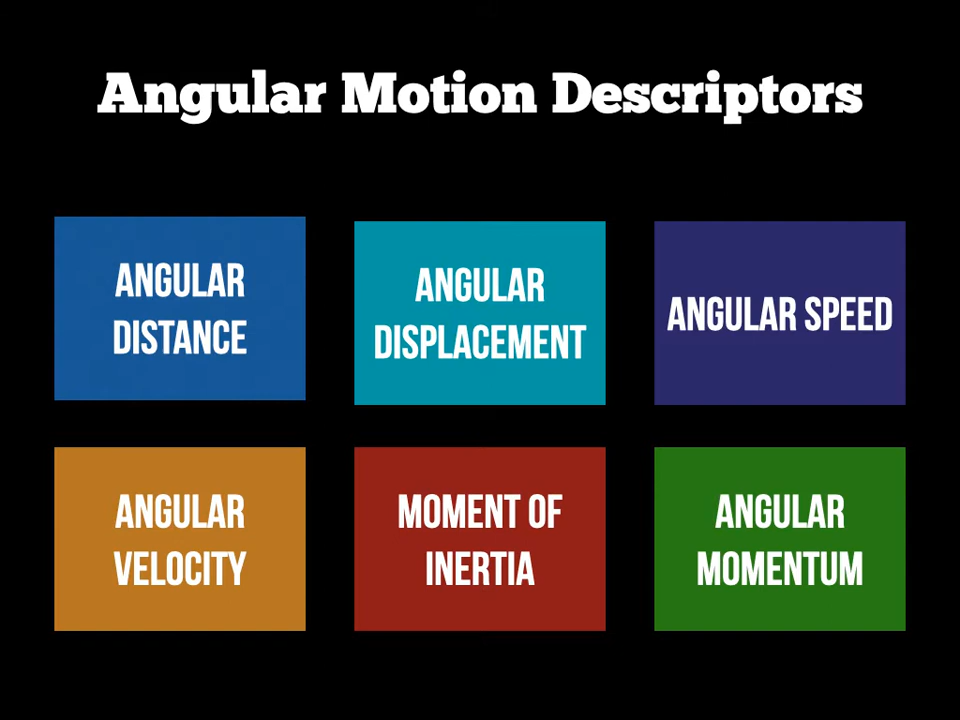 Angular Motion Descriptors
ANGULAR
DISTANCE
ANGULAR
DISPLACEMENT
ANGULAR SPEED
ANGULAR
VELOCITY
MOMENT OF
INERTIA
ANGULAR
MOMENTUM